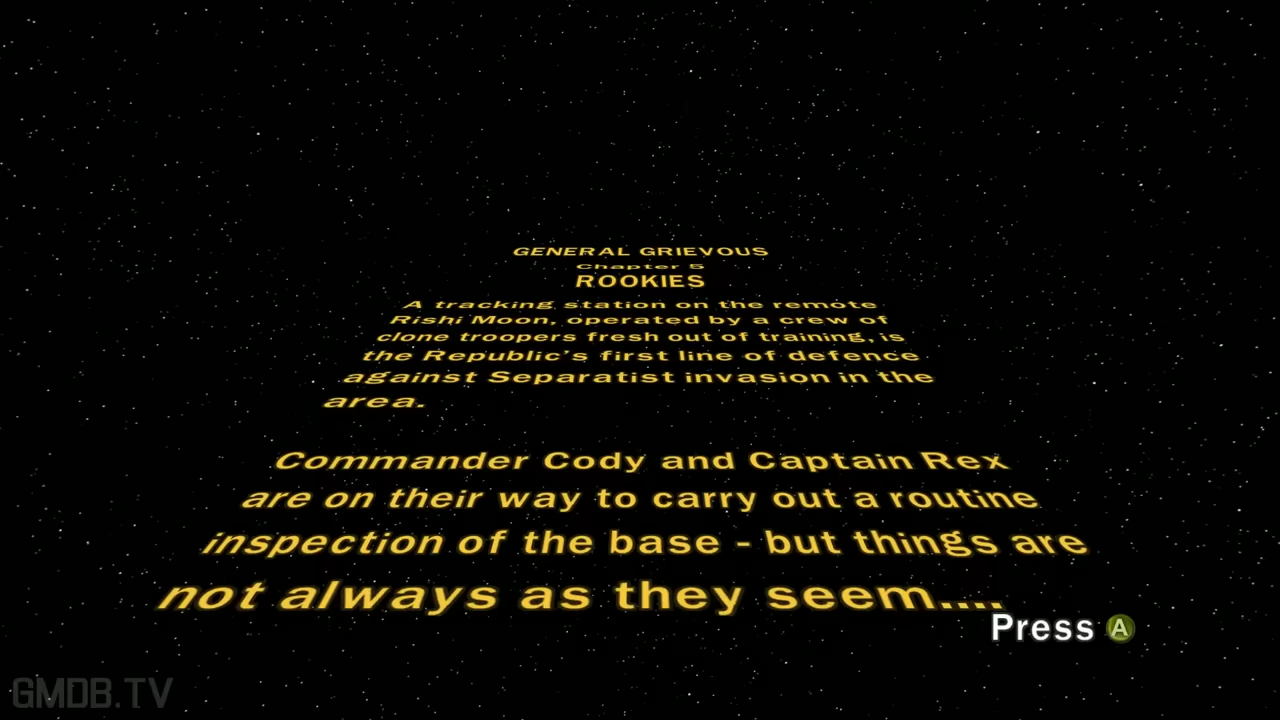 GENERAL GRIEVOUS
Chapter 5
ROOKIES
A tracking station on the remote
Rishi Moon, operated by a crew of
clone troopers fresh out of training, is
the Republic's first line of defence
against Separatist invasion in the
area.
Commander Cody and Captain Rex
are on their way to carry out a routine
inspection of the base - but things are
not always as they seem....
Press A
GMDB.TV